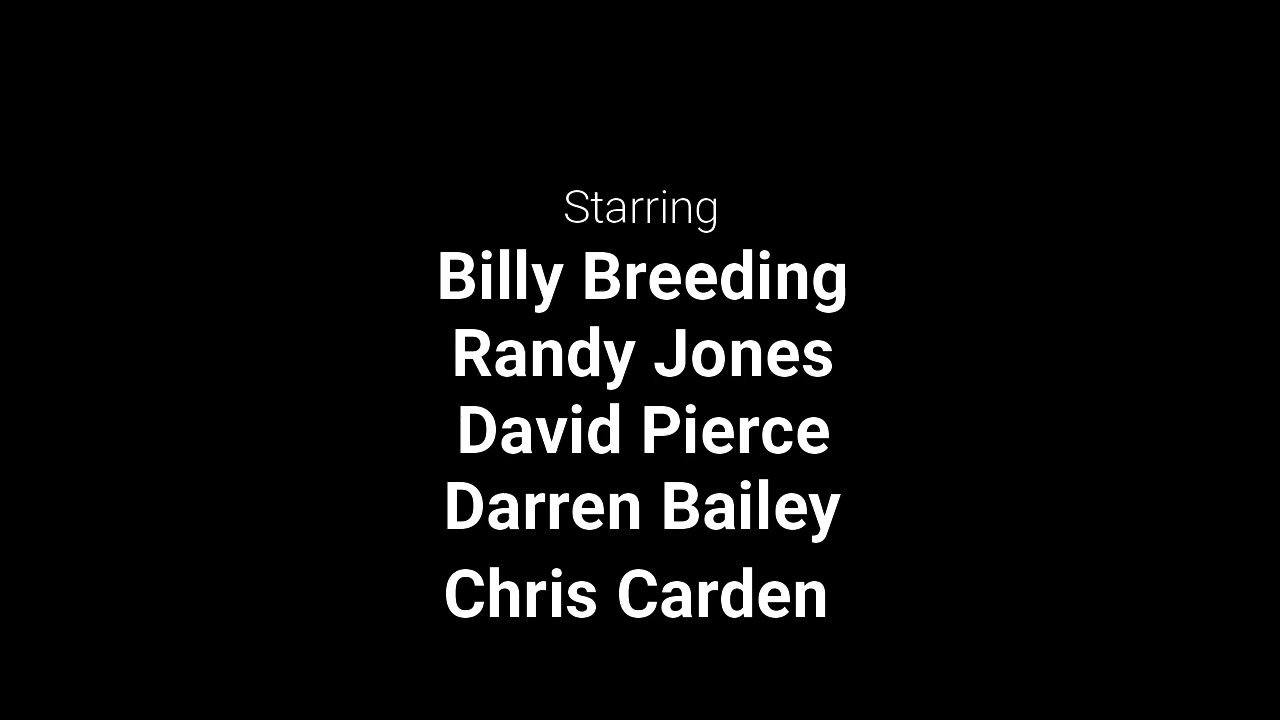 Starring
Billy Breeding
Randy Jones
David Pierce
Darren Bailey
Chris Carden